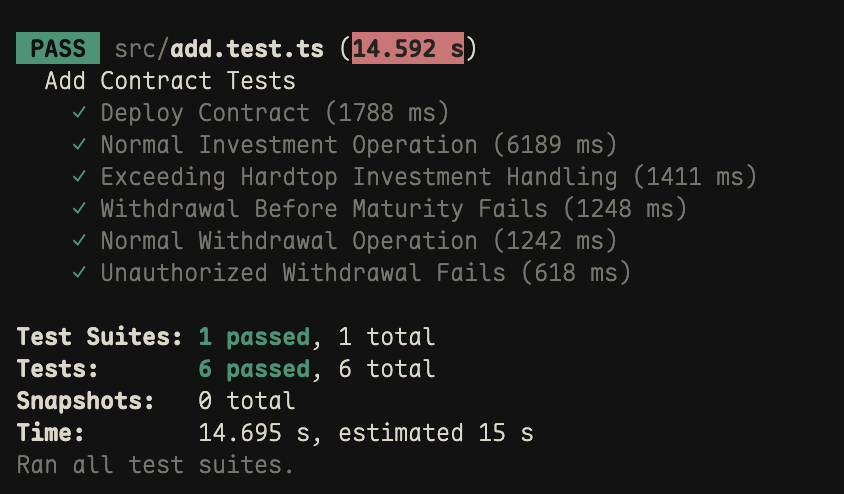 PASS src/add.test.ts (14.592 s)
Add Contract Tests
✓ Deploy Contract (1788 ms)
✓ Normal Investment Operation (6189 ms)
✓ Exceeding Hardtop Investment Handling (1411 ms)
✓ Withdrawal Before Maturity Fails (1248 ms)
✓ Normal Withdrawal Operation (1242 ms)
✓ Unauthorized Withdrawal Fails (618 ms)
Test Suites: 1 passed, 1 total
Tests: 6 passed, 6 total
Snapshots: 0 total
Time: 14.695 s, estimated 15 s
Ran all test suites.